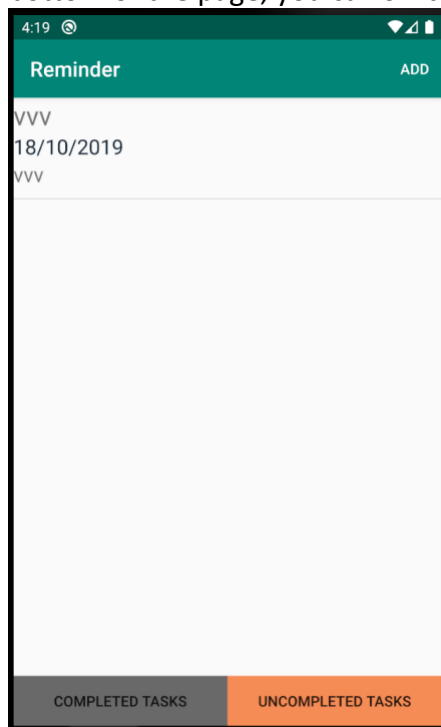 4:19
Reminder ADD
VVV
18/10/2019
vvv
COMPLETED TASKS UNCOMPLETED TASKS